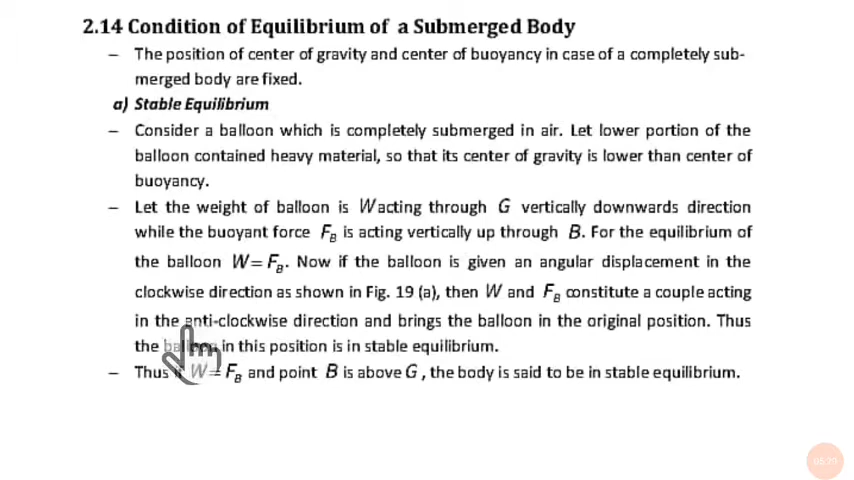 2.14 Condition of Equilibrium of a Submerged Body
– The position of center of gravity and center of buoyancy in case of a completely sub-
merged body are fixed.
a) Stable Equilibrium
– Consider a balloon which is completely submerged in air. Let lower portion of the
balloon contained heavy material, so that its center of gravity is lower than center of
buoyancy.
– Let the weight of balloon is W acting through G vertically downwards direction
while the buoyant force F_B is acting vertically up through B. For the equilibrium of
the balloon W = F_B. Now if the balloon is given an angular displacement in the
clockwise direction as shown in Fig. 19 (a), then W and F_B constitute a couple acting
in the anti-clockwise direction and brings the balloon in the original position. Thus
the balloon in this position is in stable equilibrium.
– Thus if W = F_B and point B is above G, the body is said to be in stable equilibrium.